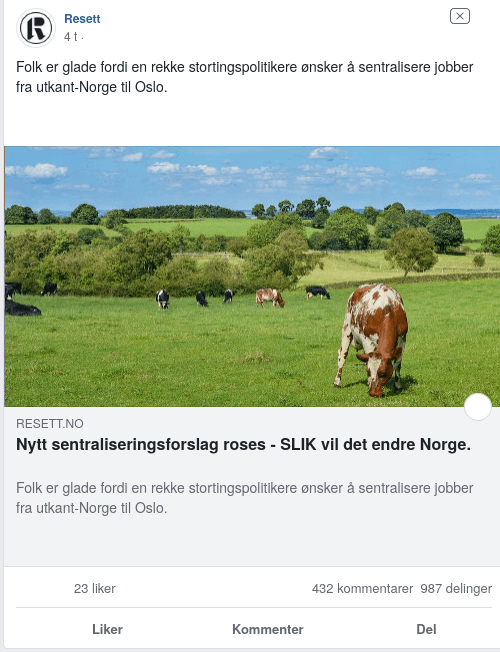 Resett
4 t ·
Folk er glade fordi en rekke stortingspolitikere ønsker å sentralisere jobber
fra utkant-Norge til Oslo.
RESETT.NO
Nytt sentraliseringsforslag roses - SLIK vil det endre Norge.
Folk er glade fordi en rekke stortingspolitikere ønsker å sentralisere jobber
fra utkant-Norge til Oslo.
23 liker 432 kommentarer 987 delinger
Liker Kommenter Del